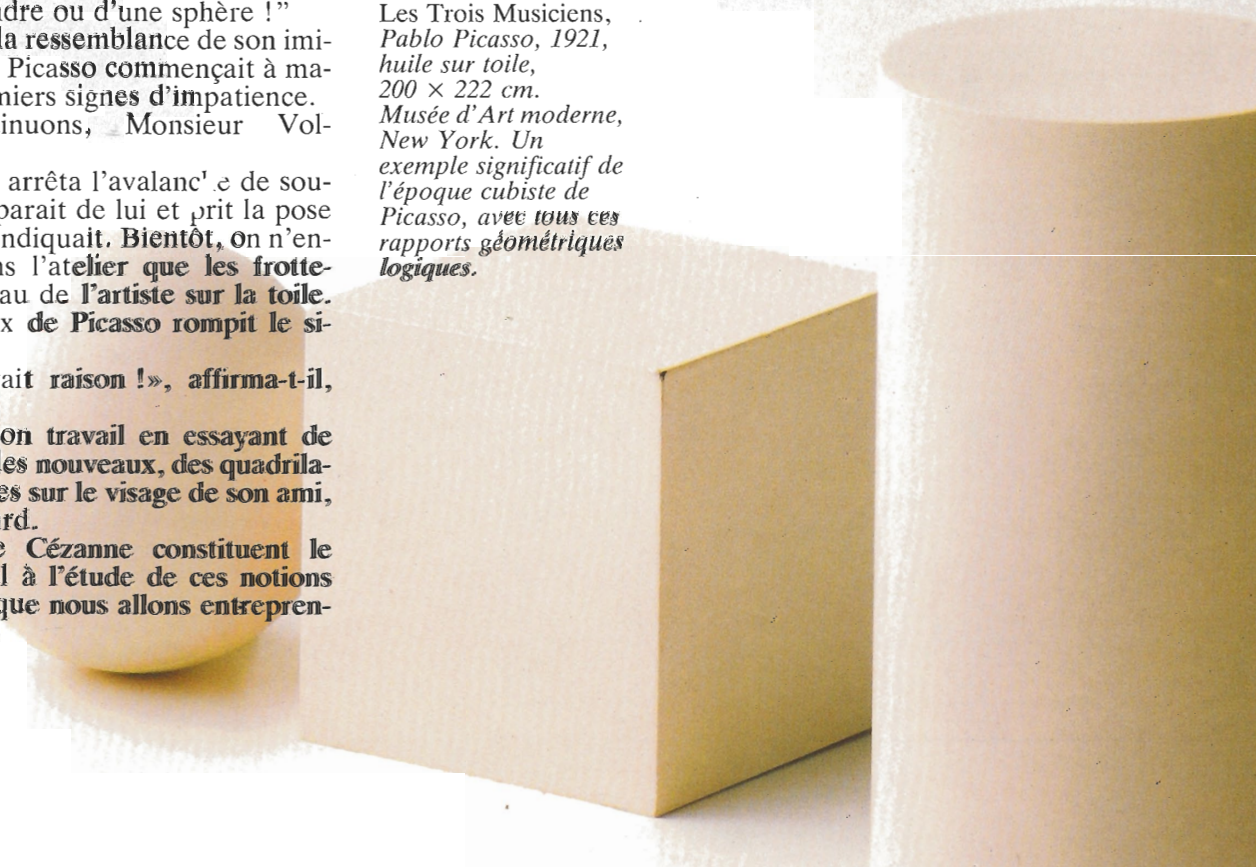 dre ou d'une sphère !"
la ressemblance de son imi-
Picasso commençait à ma-
miers signes d'impatience.
inuons, Monsieur Vol-
arrêta l'avalanc' e de sou-
parait de lui et prit la pose
ndiquait. Bientôt, on n'en-
ns l'atelier que les frotte-
au de l'artiste sur la toile.
x de Picasso rompit le si-
ait raison !», affirma-t-il,
on travail en essayant de
les nouveaux, des quadrila-
es sur le visage de son ami,
rd.
e Cézanne constituent le
l à l'étude de ces notions
que nous allons entrepren-
Les Trois Musiciens,
Pablo Picasso, 1921,
huile sur toile,
200 × 222 cm.
Musée d'Art moderne,
New York. Un
exemple significatif de
l'époque cubiste de
Picasso, avec tous ces
rapports géométriques
logiques.